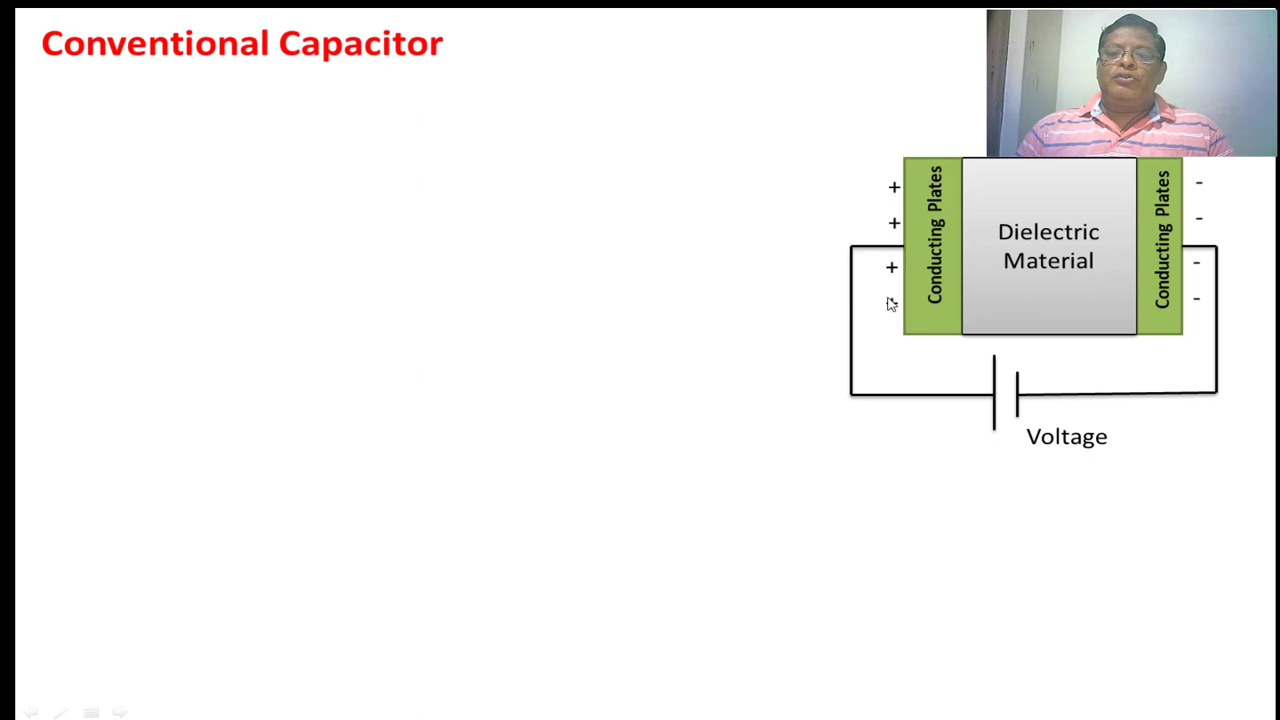 Conventional Capacitor
Conducting Plates
Dielectric
Material
Conducting Plates
+
+
+
-
-
-
-
Voltage